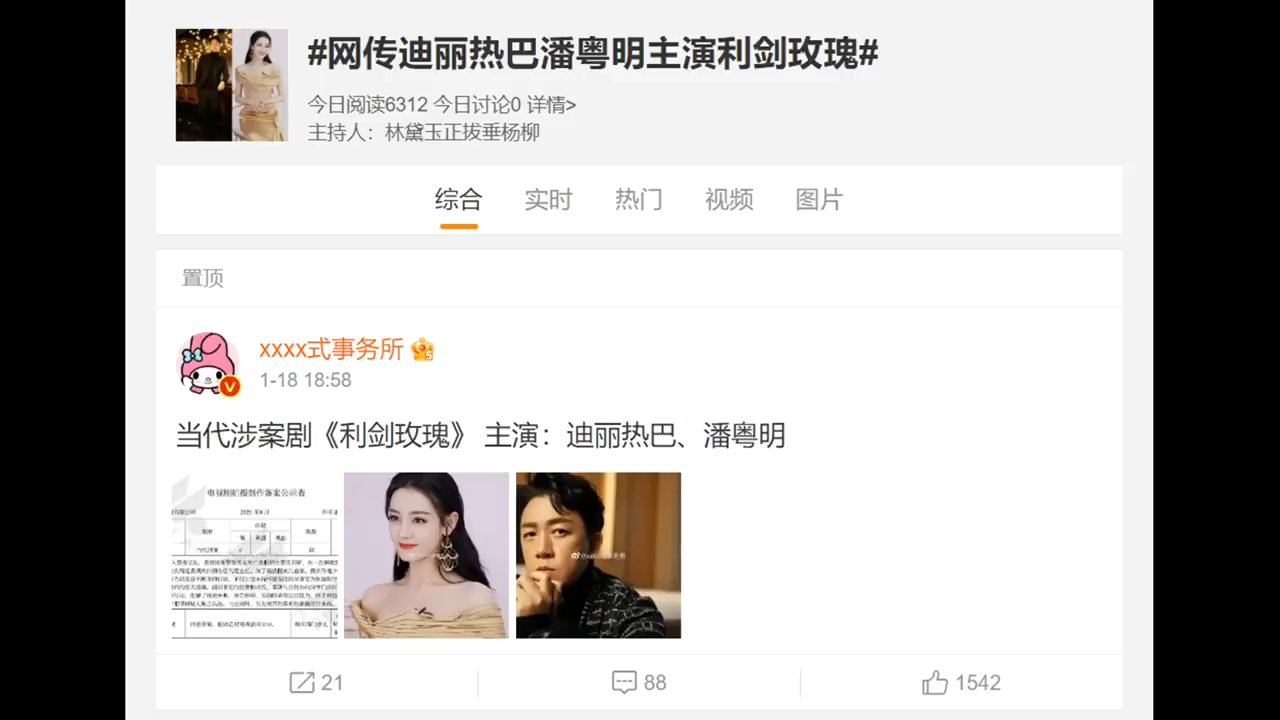 #网传迪丽热巴潘粤明主演利剑玫瑰#
今日阅读6312 今日讨论0 详情>
主持人：林黛玉正拔垂杨柳
综合 实时 热门 视频 图片
置顶
xxxx式事务所
1-18 18:58
当代涉案剧《利剑玫瑰》 主演：迪丽热巴、潘粤明
电视剧拍摄制作备案公示表
21 88 1542